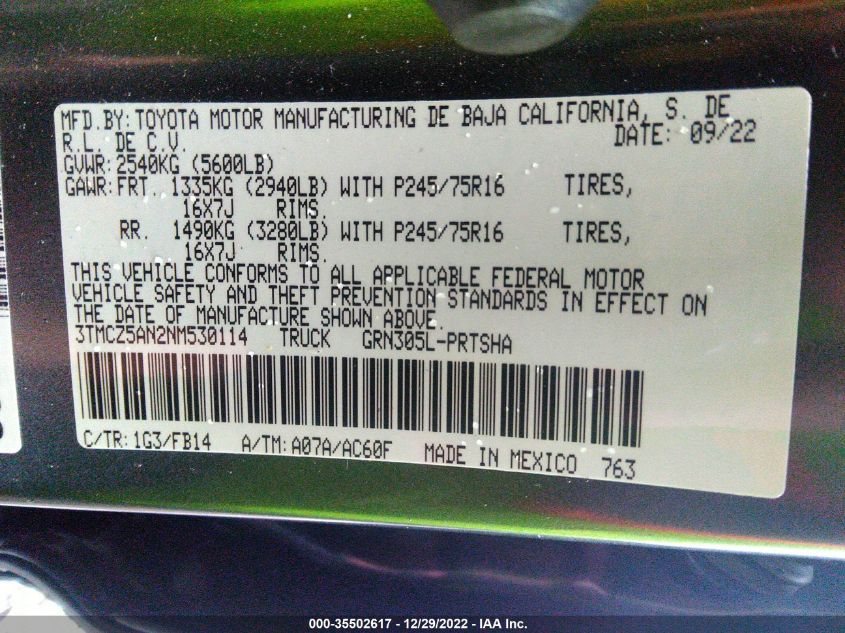 MFD.BY: TOYOTA MOTOR MANUFACTURING DE BAJA CALIFORNIA, S. DE
R.L. DE C.V. DATE: 09/22
GVWR: 2540KG (5600LB)
GAWR: FRT. 1335KG (2940LB) WITH P245/75R16 TIRES,
16X7J RIMS.
RR. 1490KG (3280LB) WITH P245/75R16 TIRES,
16X7J RIMS.
THIS VEHICLE CONFORMS TO ALL APPLICABLE FEDERAL MOTOR
VEHICLE SAFETY AND THEFT PREVENTION STANDARDS IN EFFECT ON
THE DATE OF MANUFACTURE SHOWN ABOVE.
3TMCZ5AN2NM530114 TRUCK GRN305L-PRTSHA
C/TR: 1G3/FB14 A/TM: A07A/AC60F MADE IN MEXICO 763
000-35502617 - 12/29/2022 - IAA Inc.